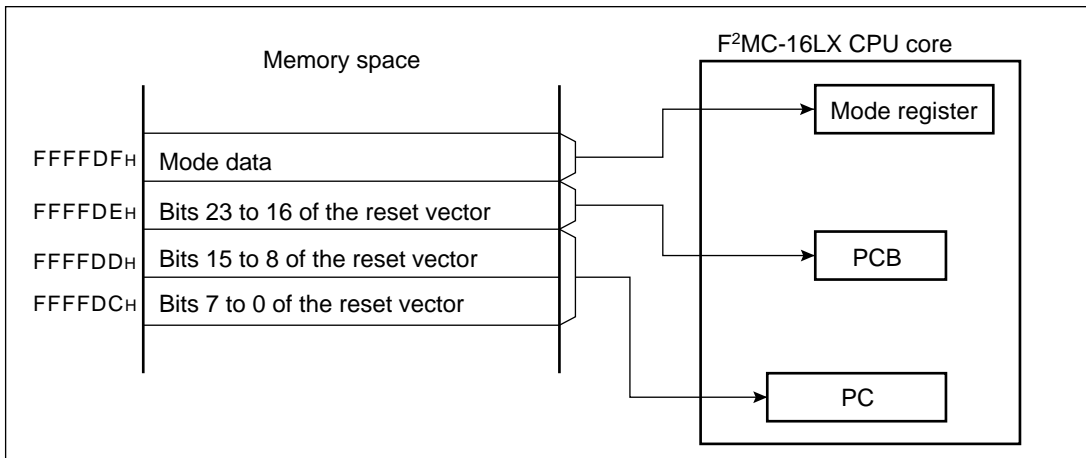 F²MC-16LX CPU core
Memory space
Mode register
FFFFDFH Mode data
FFFFDEH Bits 23 to 16 of the reset vector
FFFFDDH Bits 15 to 8 of the reset vector
PCB
FFFFDCH Bits 7 to 0 of the reset vector
PC